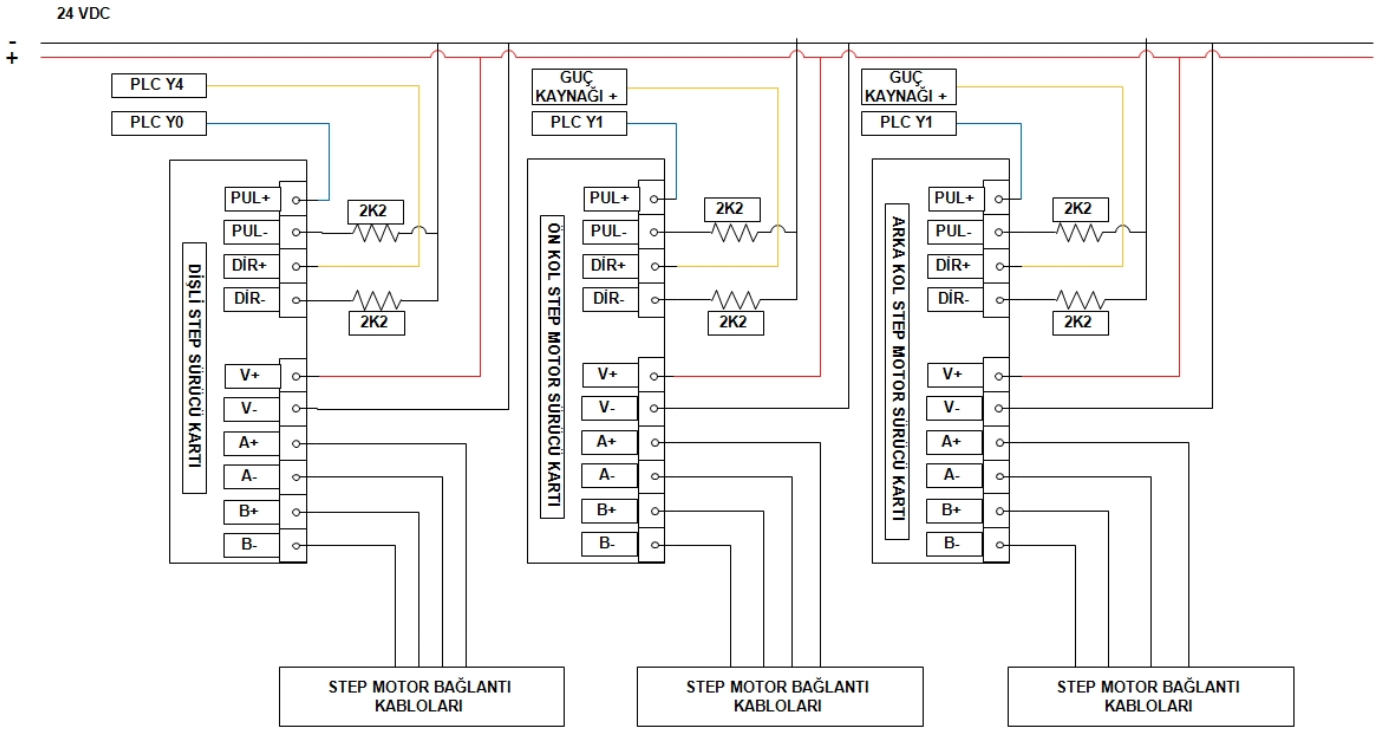 24 VDC
-
+
PLC Y4
PLC Y0
PUL+
PUL-
DİR+
DİR-
2K2
2K2
DİŞLİ STEP SÜRÜCÜ KARTI
V+
V-
A+
A-
B+
B-
STEP MOTOR BAĞLANTI
KABLOLARI
GUÇ
KAYNAĞI +
PLC Y1
PUL+
PUL-
DİR+
DİR-
2K2
2K2
ÖN KOL STEP MOTOR SÜRÜCÜ KARTI
V+
V-
A+
A-
B+
B-
STEP MOTOR BAĞLANTI
KABLOLARI
GUÇ
KAYNAĞI +
PLC Y1
PUL+
PUL-
DİR+
DİR-
2K2
2K2
ARKA KOL STEP MOTOR SÜRÜCÜ KARTI
V+
V-
A+
A-
B+
B-
STEP MOTOR BAĞLANTI
KABLOLARI